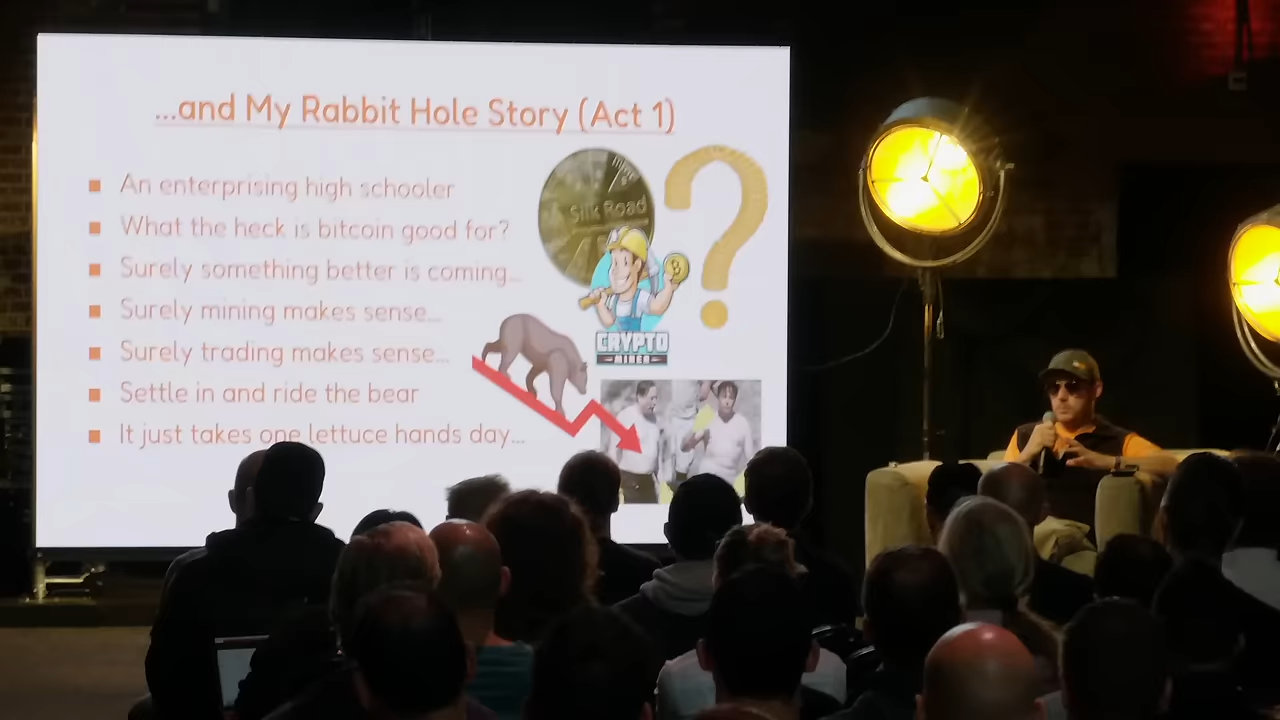 ...and My Rabbit Hole Story (Act 1)
An enterprising high schooler
What the heck is bitcoin good for?
Surely something better is coming...
Surely mining makes sense...
Surely trading makes sense...
Settle in and ride the bear
It just takes one lettuce hands day...
Silk Road
CRYPTO
MINER